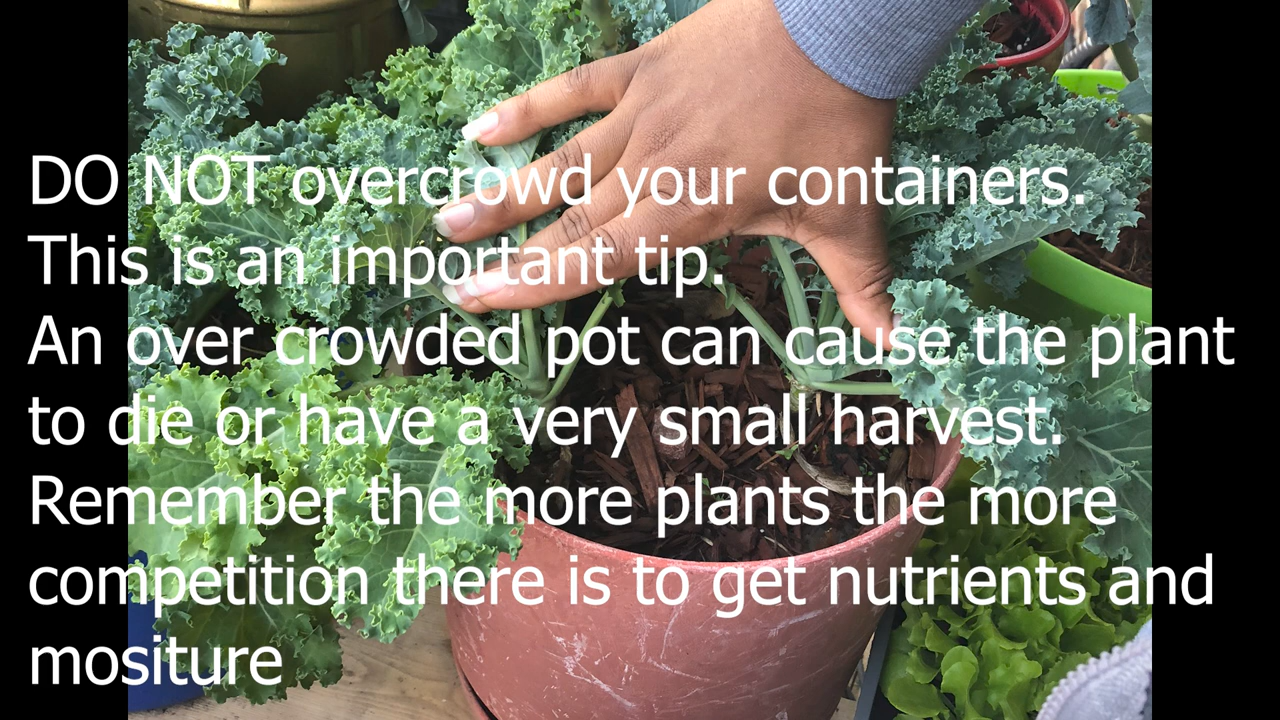 DO NOT overcrowd your containers.
This is an important tip.
An over crowded pot can cause the plant
to die or have a very small harvest.
Remember the more plants the more
competition there is to get nutrients and
mositure